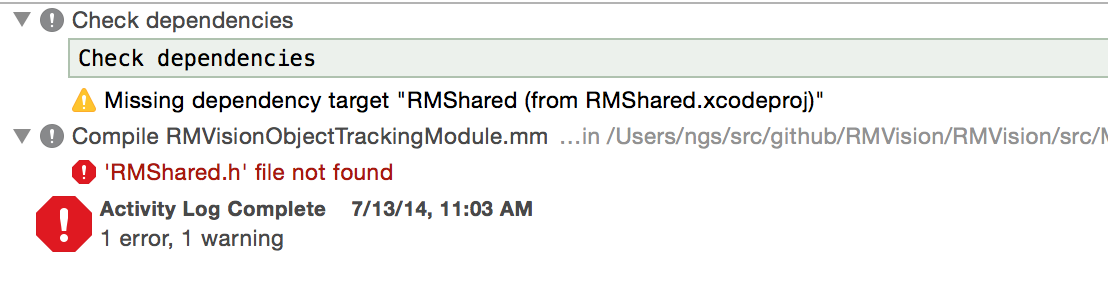 Check dependencies
Check dependencies
Missing dependency target "RMShared (from RMShared.xcodeproj)"
Compile RMVisionObjectTrackingModule.mm ...in /Users/ngs/src/github/RMVision/RMVision/src/
'RMShared.h' file not found
Activity Log Complete 7/13/14, 11:03 AM
1 error, 1 warning